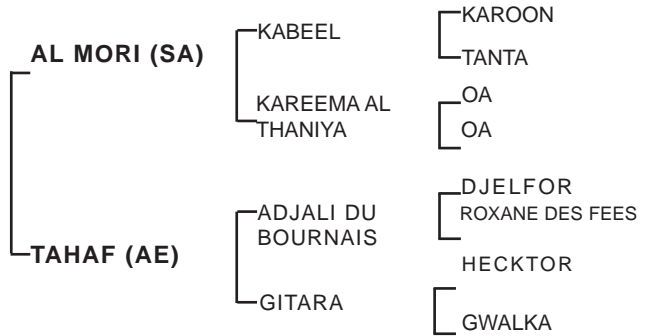 AL MORI (SA)
KABEEL
KAROON
TANTA
KAREEMA AL
THANIYA
OA
OA
TAHAF (AE)
ADJALI DU
BOURNAIS
DJELFOR
ROXANE DES FEES
GITARA
HECKTOR
GWALKA